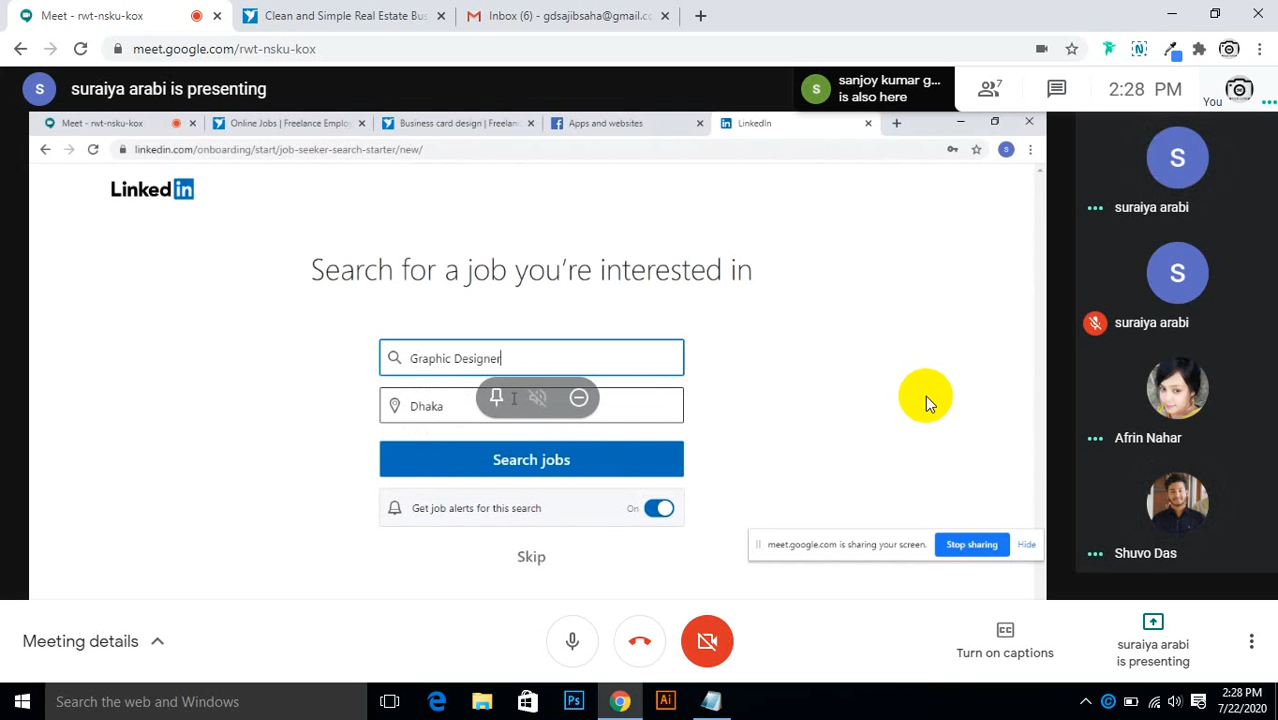 Meet - rwt-nsku-kox
Clean and Simple Real Estate Bus
Inbox (6) - gdsajibsaha@gmail.co
meet.google.com/rwt-nsku-kox
S
suraiya arabi is presenting
S
sanjoy kumar g...
is also here
7
2:28 PM
You
Meet - rwt-nsku-kox
Online Jobs | Freelance Employ
Business card design | Freelanc
Apps and websites
LinkedIn
linkedin.com/onboarding/start/job-seeker-search-starter/new/
S
Linked in
Search for a job you're interested in
Graphic Designer
Dhaka
Search jobs
Get job alerts for this search
On
Skip
meet.google.com is sharing your screen.
Stop sharing
Hide
S
suraiya arabi
S
suraiya arabi
Afrin Nahar
Shuvo Das
Meeting details
CC
Turn on captions
suraiya arabi
is presenting
Search the web and Windows
Ps
Ai
2:28 PM
7/22/2020